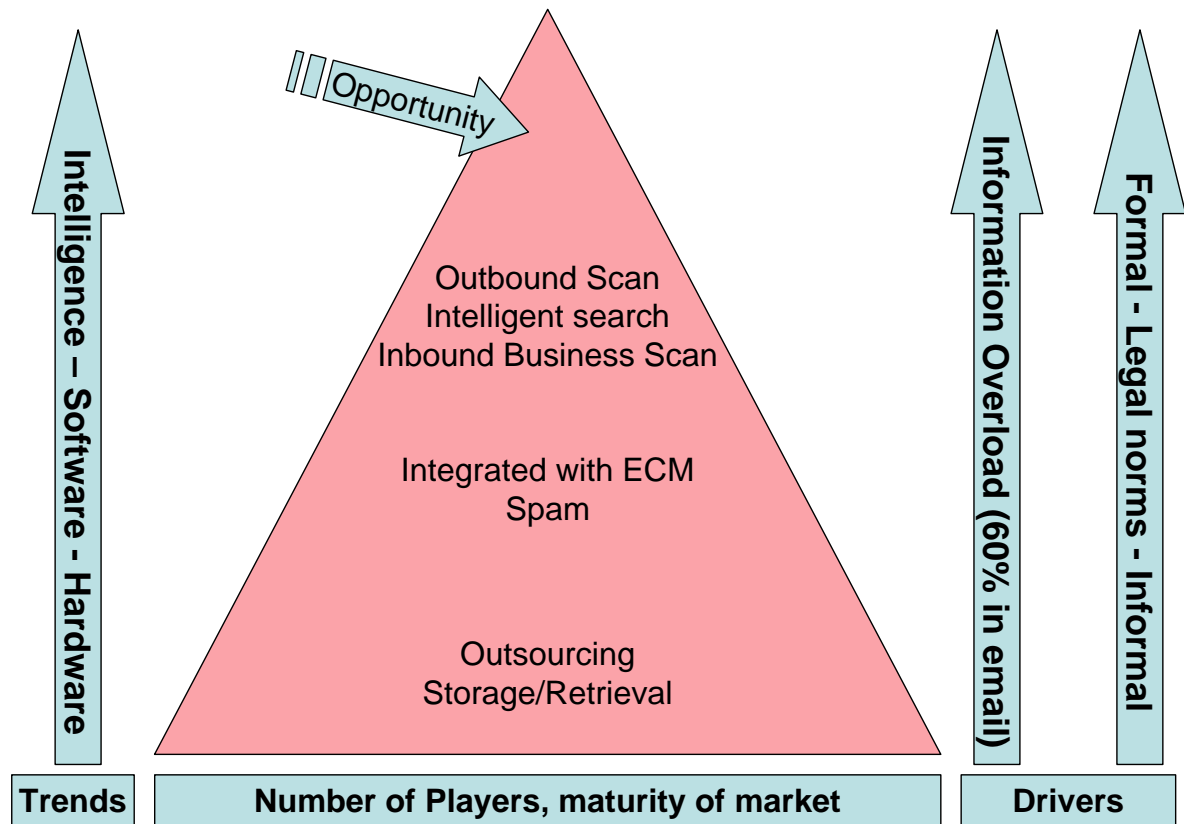 Opportunity
Intelligence – Software - Hardware
Outbound Scan
Intelligent search
Inbound Business Scan
Integrated with ECM
Spam
Outsourcing
Storage/Retrieval
Information Overload (60% in email)
Formal - Legal norms - Informal
Trends
Number of Players, maturity of market
Drivers